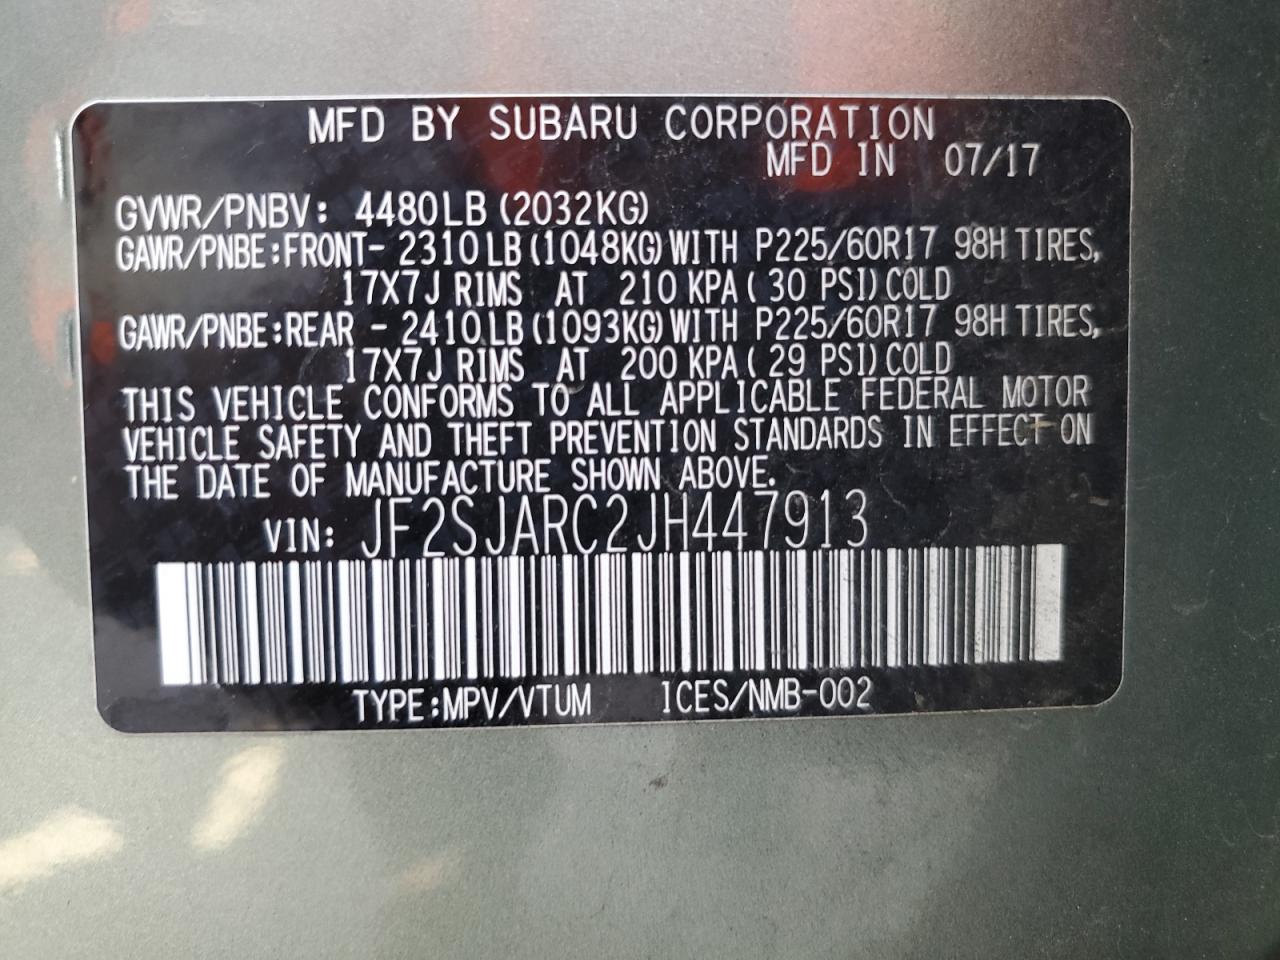 MFD BY SUBARU CORPORATION
MFD IN 07/17
GVWR/PNBV: 4480LB (2032KG)
GAWR/PNBE:FRONT- 2310LB (1048KG) WITH P225/60R17 98H TIRES,
17X7J RIMS AT 210 KPA ( 30 PSI) COLD
GAWR/PNBE:REAR - 2410LB (1093KG) WITH P225/60R17 98H TIRES,
17X7J RIMS AT 200 KPA ( 29 PSI) COLD
THIS VEHICLE CONFORMS TO ALL APPLICABLE FEDERAL MOTOR
VEHICLE SAFETY AND THEFT PREVENTION STANDARDS IN EFFECT ON
THE DATE OF MANUFACTURE SHOWN ABOVE.
VIN: JF2SJARC2JH447913
TYPE:MPV/VTUM ICES/NMB-002